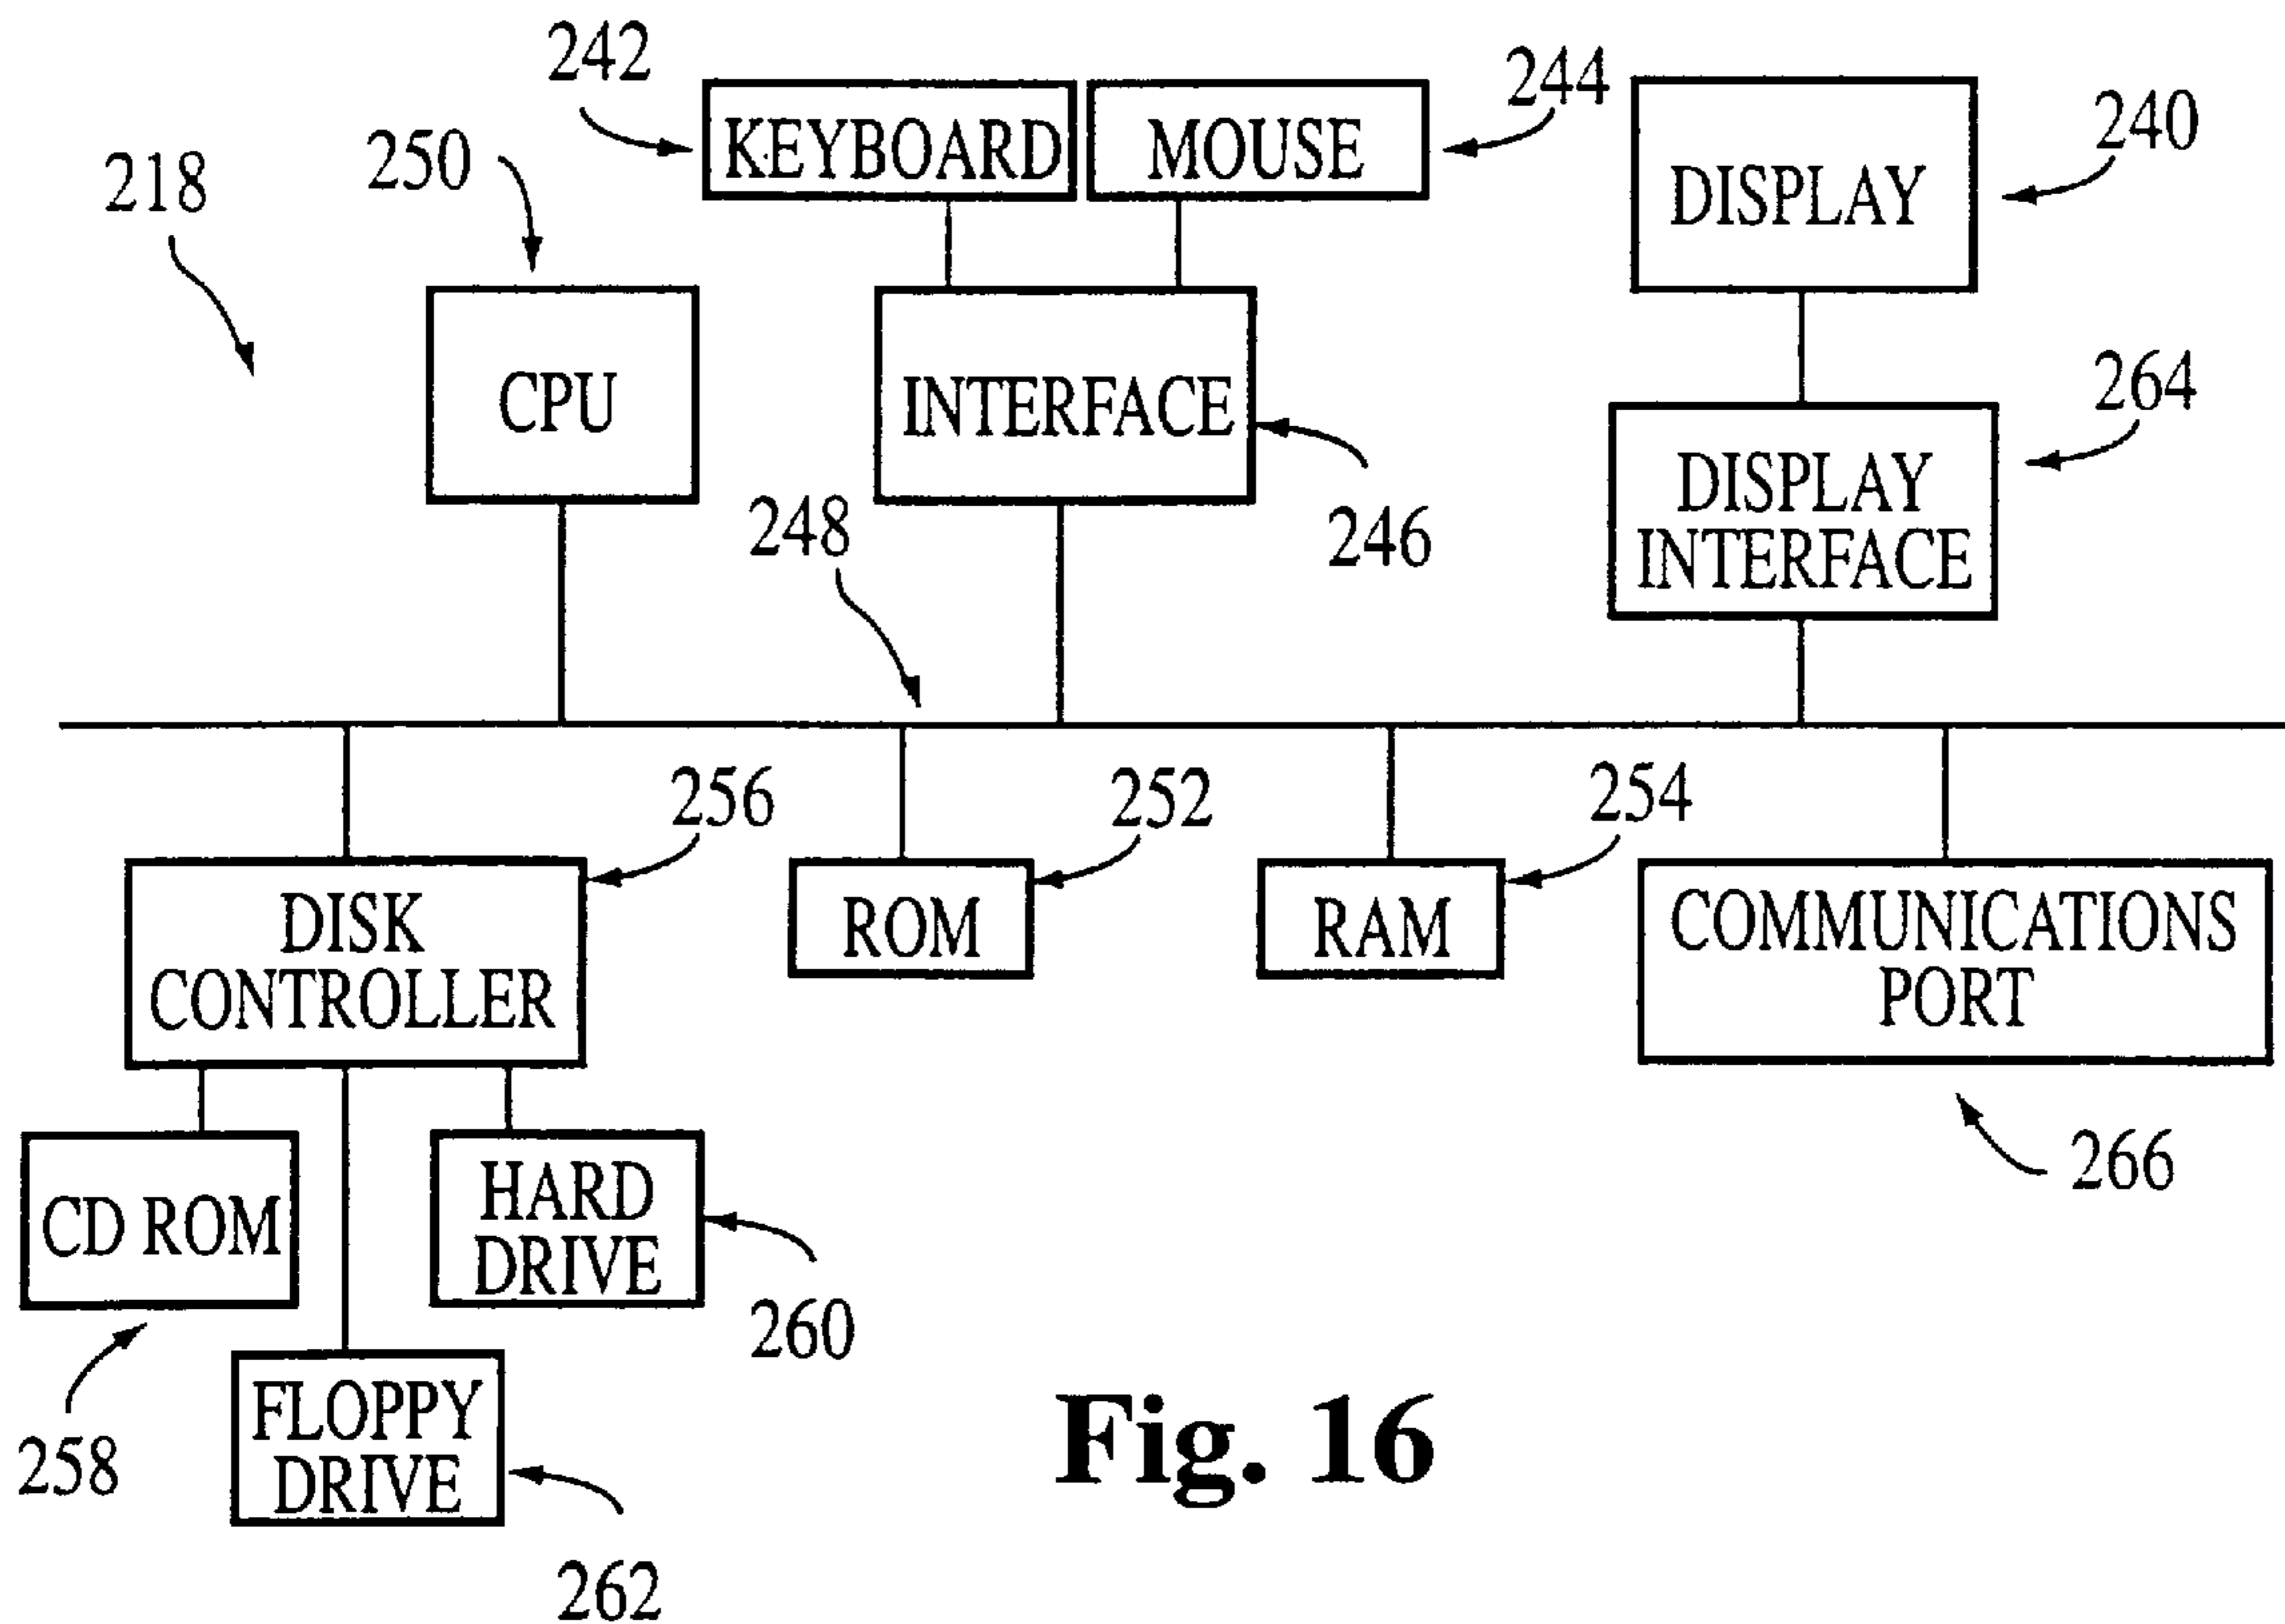 242
KEYBOARD
MOUSE
244
240
250
218
DISPLAY
CPU
INTERFACE
264
DISPLAY
INTERFACE
248
246
256
252
254
DISK
CONTROLLER
ROM
RAM
COMMUNICATIONS
PORT
266
CD ROM
HARD
DRIVE
260
258
FLOPPY
DRIVE
262
Fig. 16